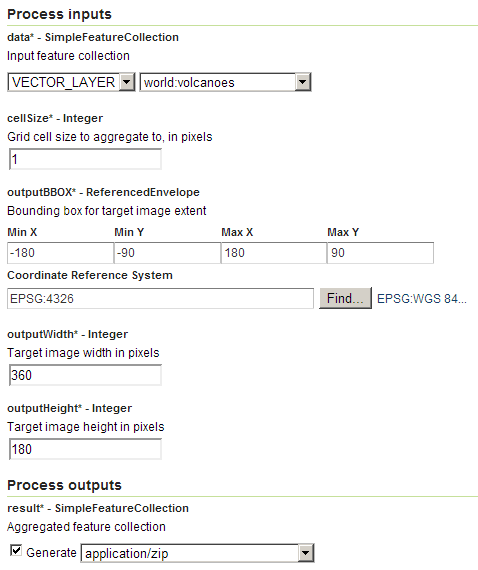 Process inputs
data* - SimpleFeatureCollection
Input feature collection
VECTOR_LAYER world:volcanoes
cellSize* - Integer
Grid cell size to aggregate to, in pixels
1
outputBBOX* - ReferencedEnvelope
Bounding box for target image extent
Min X Min Y Max X Max Y
-180 -90 180 90
Coordinate Reference System
EPSG:4326 Find... EPSG:WGS 84...
outputWidth* - Integer
Target image width in pixels
360
outputHeight* - Integer
Target image height in pixels
180
Process outputs
result* - SimpleFeatureCollection
Aggregated feature collection
Generate application/zip